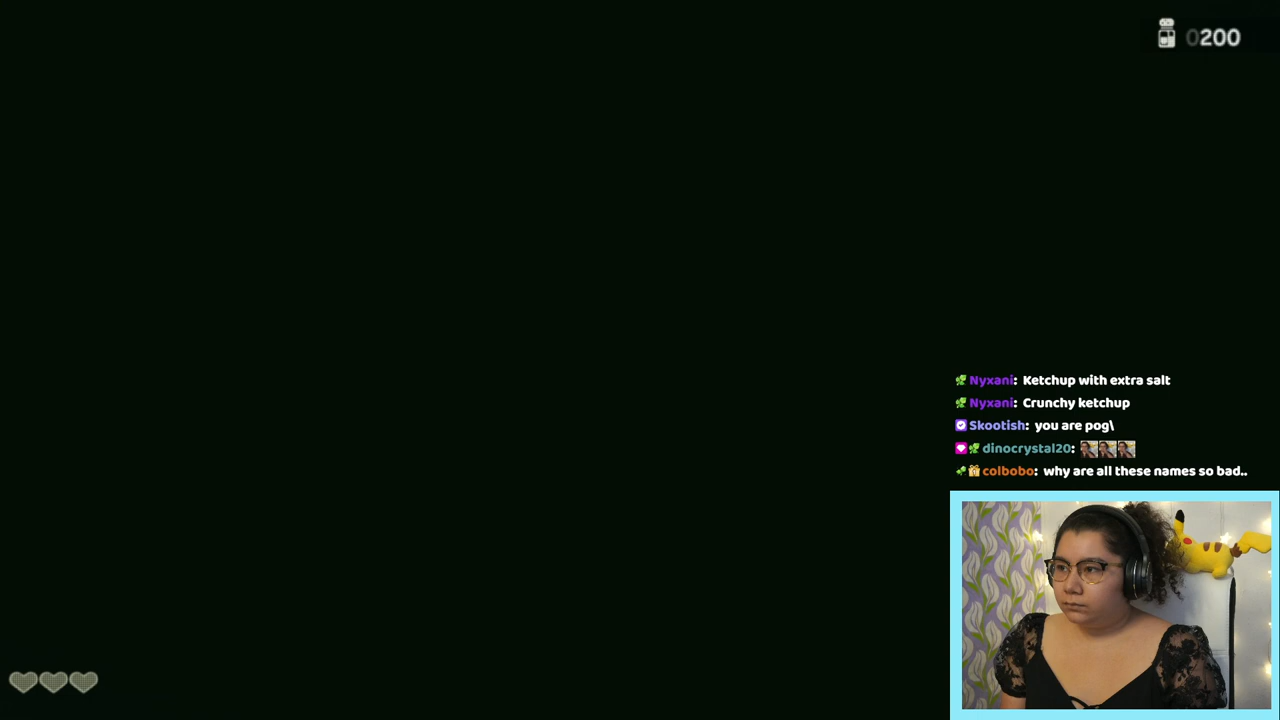 0200
Nyxani: Ketchup with extra salt
Nyxani: Crunchy ketchup
Skootish: you are pog\
dinocrystal20:
colbobo: why are all these names so bad..